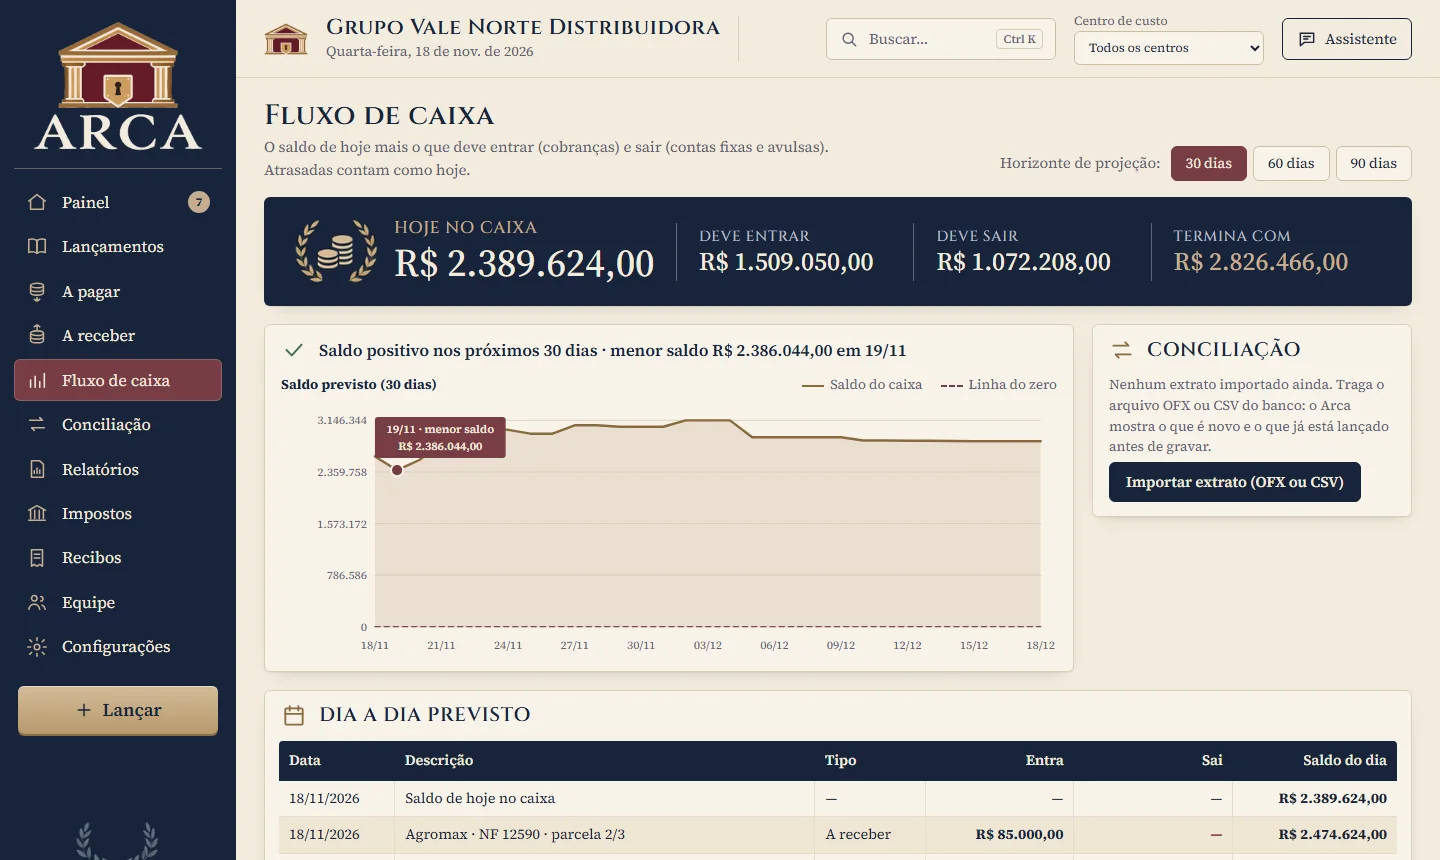 ARCA
Painel 7
Lançamentos
A pagar
A receber
Fluxo de caixa
Conciliação
Relatórios
Impostos
Recibos
Equipe
Configurações
+ Lançar
Grupo Vale Norte Distribuidora
Quarta-feira, 18 de nov. de 2026
Buscar... Ctrl K
Centro de custo
Todos os centros
Assistente
Fluxo de caixa
O saldo de hoje mais o que deve entrar (cobranças) e sair (contas fixas e avulsas).
Atrasadas contam como hoje.
Horizonte de projeção: 30 dias 60 dias 90 dias
HOJE NO CAIXA
R$ 2.389.624,00
DEVE ENTRAR
R$ 1.509.050,00
DEVE SAIR
R$ 1.072.208,00
TERMINA COM
R$ 2.826.466,00
Saldo positivo nos próximos 30 dias · menor saldo R$ 2.386.044,00 em 19/11
Saldo previsto (30 dias)
Saldo do caixa Linha do zero
3.146.344
2.359.758
1.573.172
786.586
0
19/11 · menor saldo
R$ 2.386.044,00
18/11 21/11 24/11 27/11 30/11 03/12 06/12 09/12 12/12 15/12 18/12
CONCILIAÇÃO
Nenhum extrato importado ainda. Traga o
arquivo OFX ou CSV do banco: o Arca
mostra o que é novo e o que já está lançado
antes de gravar.
Importar extrato (OFX ou CSV)
DIA A DIA PREVISTO
Data Descrição Tipo Entra Sai Saldo do dia
18/11/2026 Saldo de hoje no caixa — — — R$ 2.389.624,00
18/11/2026 Agromax · NF 12590 · parcela 2/3 A receber R$ 85.000,00 — R$ 2.474.624,00